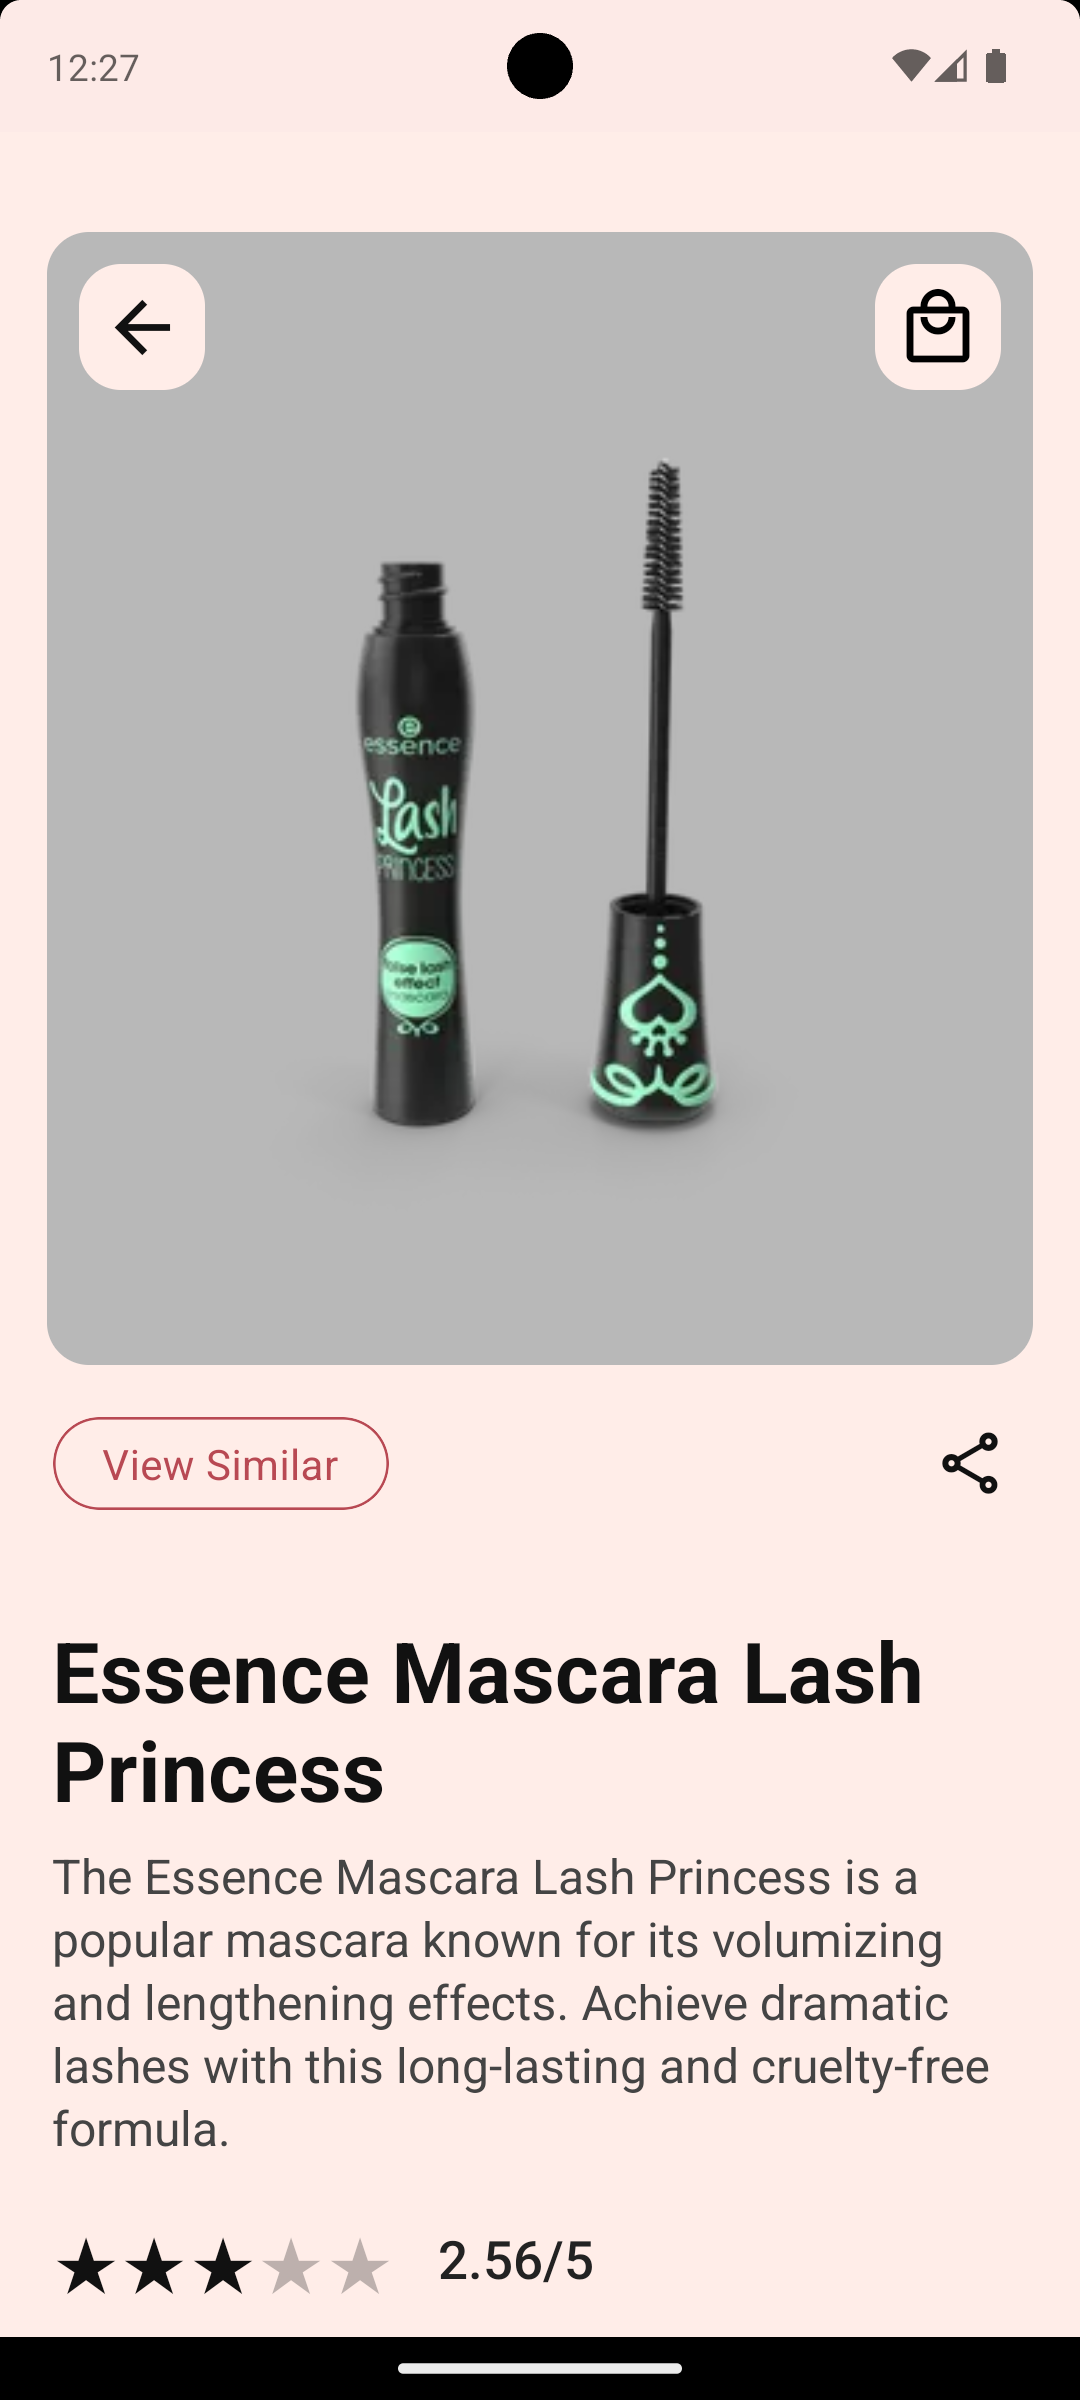 12:27
essence
Lash
PRINCESS
false lash
effect
mascara
View Similar
Essence Mascara Lash
Princess
The Essence Mascara Lash Princess is a
popular mascara known for its volumizing
and lengthening effects. Achieve dramatic
lashes with this long-lasting and cruelty-free
formula.
2.56/5